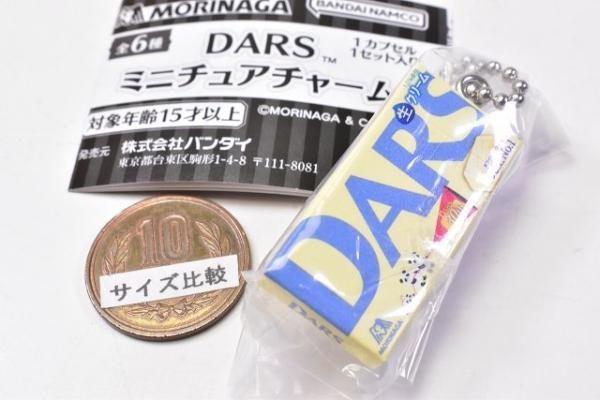 MORINAGA
BANDAI NAMCO
全6種
DARS™
1カプセル
1セット入り
ミニチュアチャーム
対象年齢15才以上
©MORINAGA & C
発売元
株式会社バンダイ
東京都台東区駒形1-4-8 〒111-8081
10
サイズ比較
生クリーム
DARS
DARS
MORINAGA